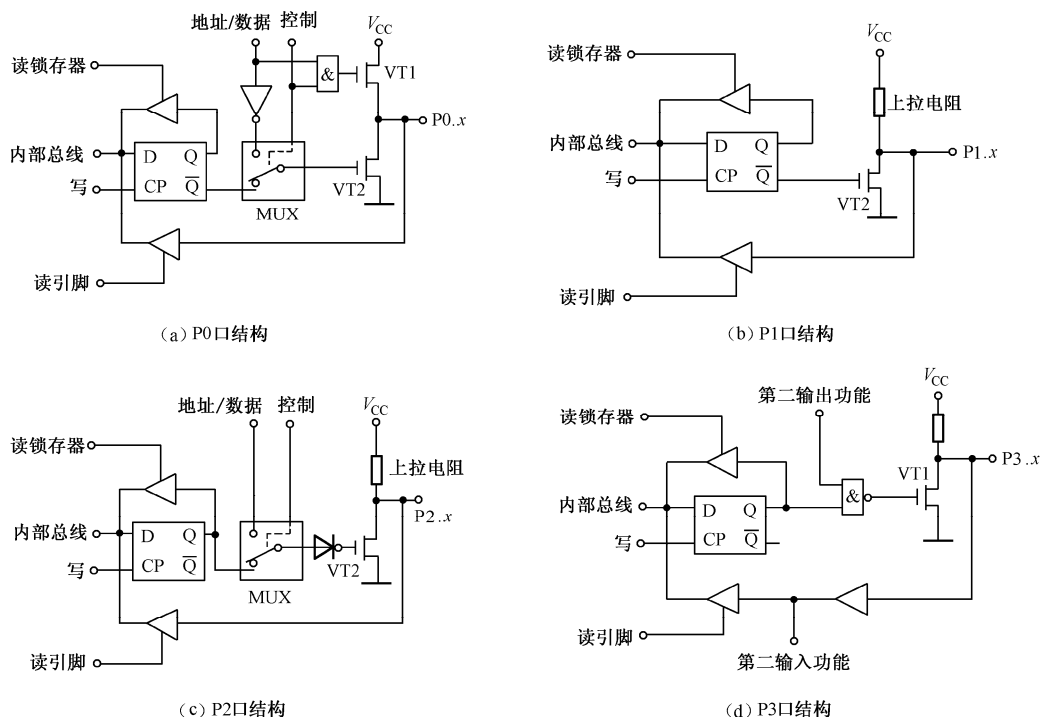 地址/数据 控制
VCC
读锁存器
&
VT1
P0.x
内部总线
D Q
写
CP Q̅
MUX
VT2
读引脚
(a) P0口结构
VCC
读锁存器
上拉电阻
内部总线
D Q
P1.x
写
CP Q̅
VT2
读引脚
(b) P1口结构
地址/数据 控制
VCC
读锁存器
上拉电阻
P2.x
内部总线
D Q
写
CP Q̅
MUX
VT2
读引脚
(c) P2口结构
第二输出功能
VCC
读锁存器
VT1
P3.x
内部总线
D Q
&
写
CP Q̅
读引脚
第二输入功能
(d) P3口结构